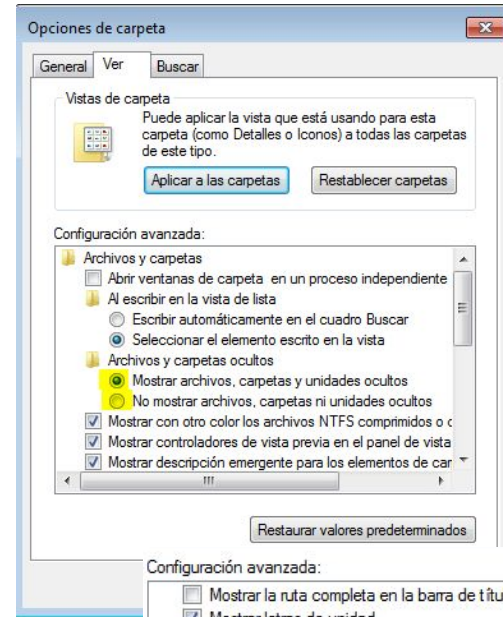 Opciones de carpeta
General Ver Buscar
Vistas de carpeta
Puede aplicar la vista que está usando para esta
carpeta (como Detalles o Iconos) a todas las carpetas
de este tipo.
Aplicar a las carpetas Restablecer carpetas
Configuración avanzada:
Archivos y carpetas
Abrir ventanas de carpeta en un proceso independiente
Al escribir en la vista de lista
Escribir automáticamente en el cuadro Buscar
Seleccionar el elemento escrito en la vista
Archivos y carpetas ocultos
Mostrar archivos, carpetas y unidades ocultos
No mostrar archivos, carpetas ni unidades ocultos
Mostrar con otro color los archivos NTFS comprimidos o c
Mostrar controladores de vista previa en el panel de vista
Mostrar descripción emergente para los elementos de car
Restaurar valores predeterminados
Configuración avanzada:
Mostrar la ruta completa en la barra de títu
Mostrar letras de unidad